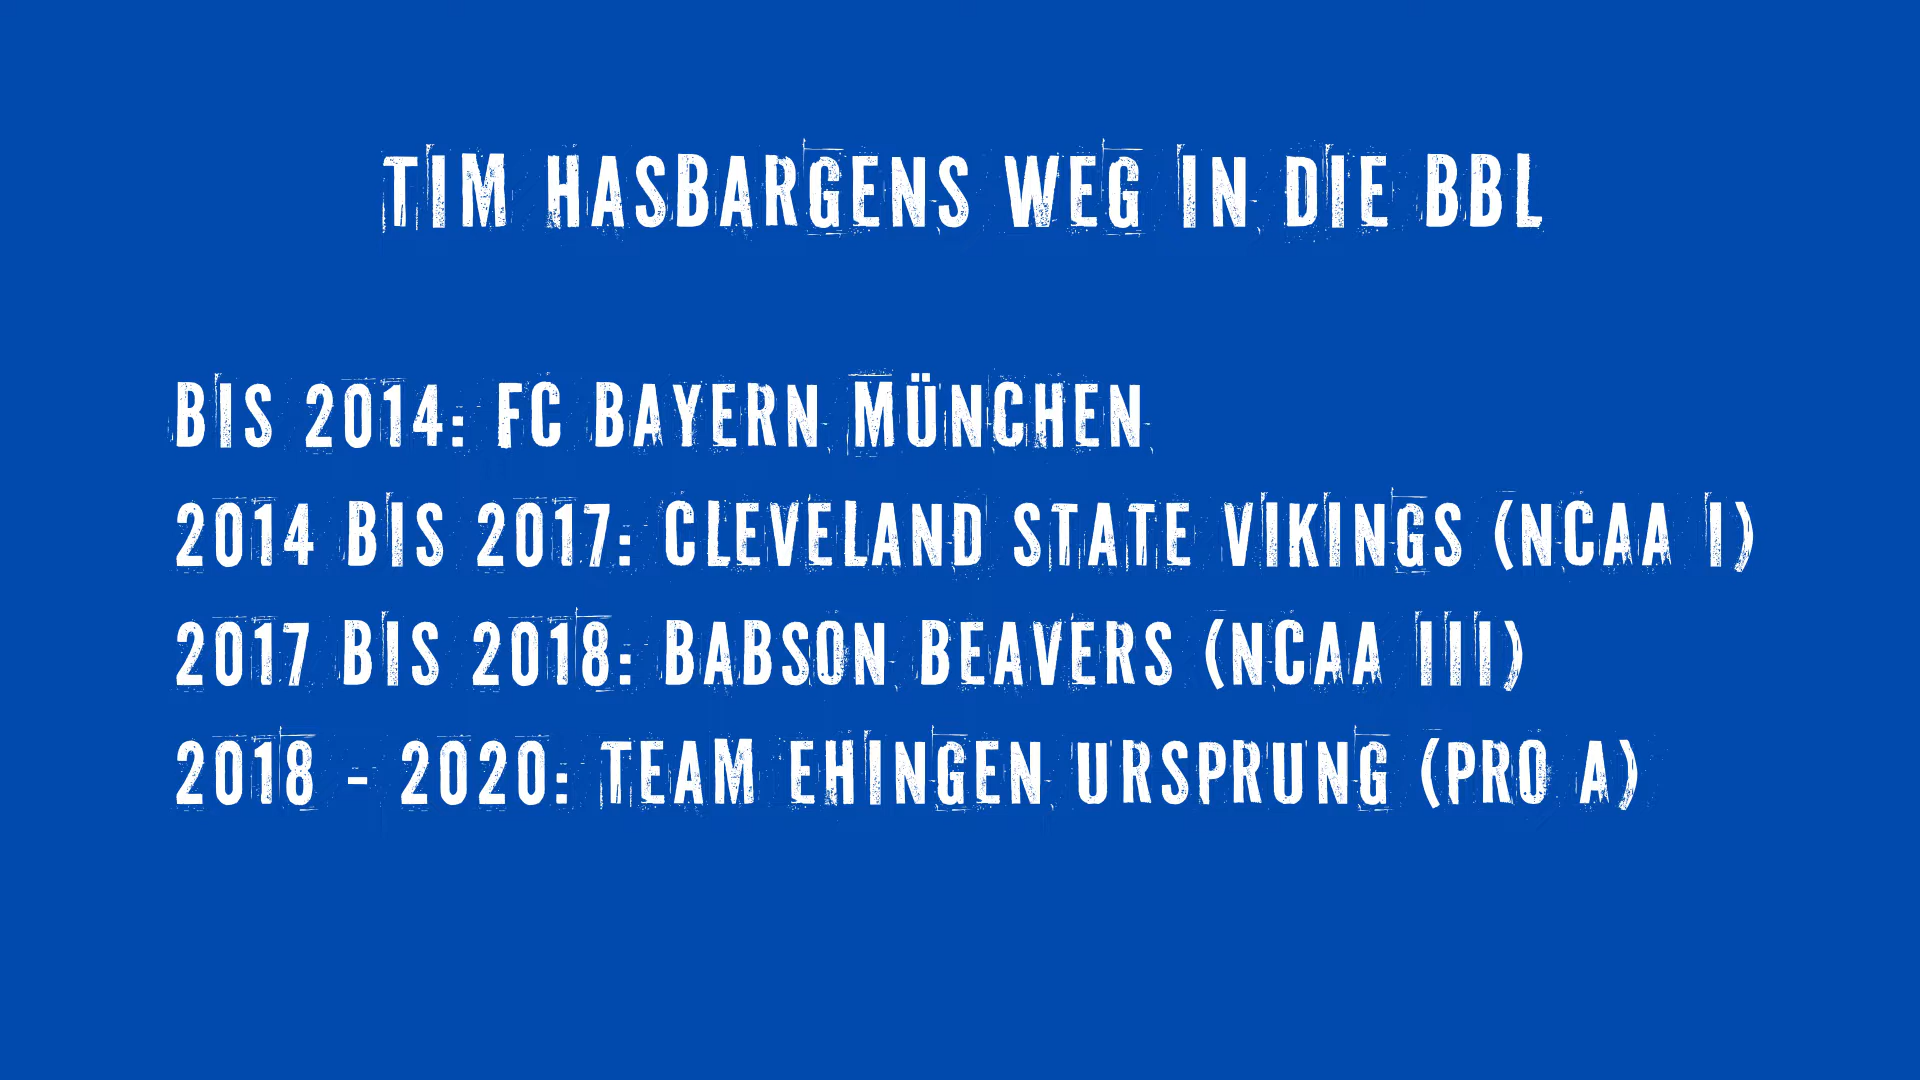 TIM HASBARGENS WEG IN DIE BBL
BIS 2014: FC BAYERN MÜNCHEN
2014 BIS 2017: CLEVELAND STATE VIKINGS (NCAA I)
2017 BIS 2018: BABSON BEAVERS (NCAA III)
2018 - 2020: TEAM EHINGEN URSPRUNG (PRO A)